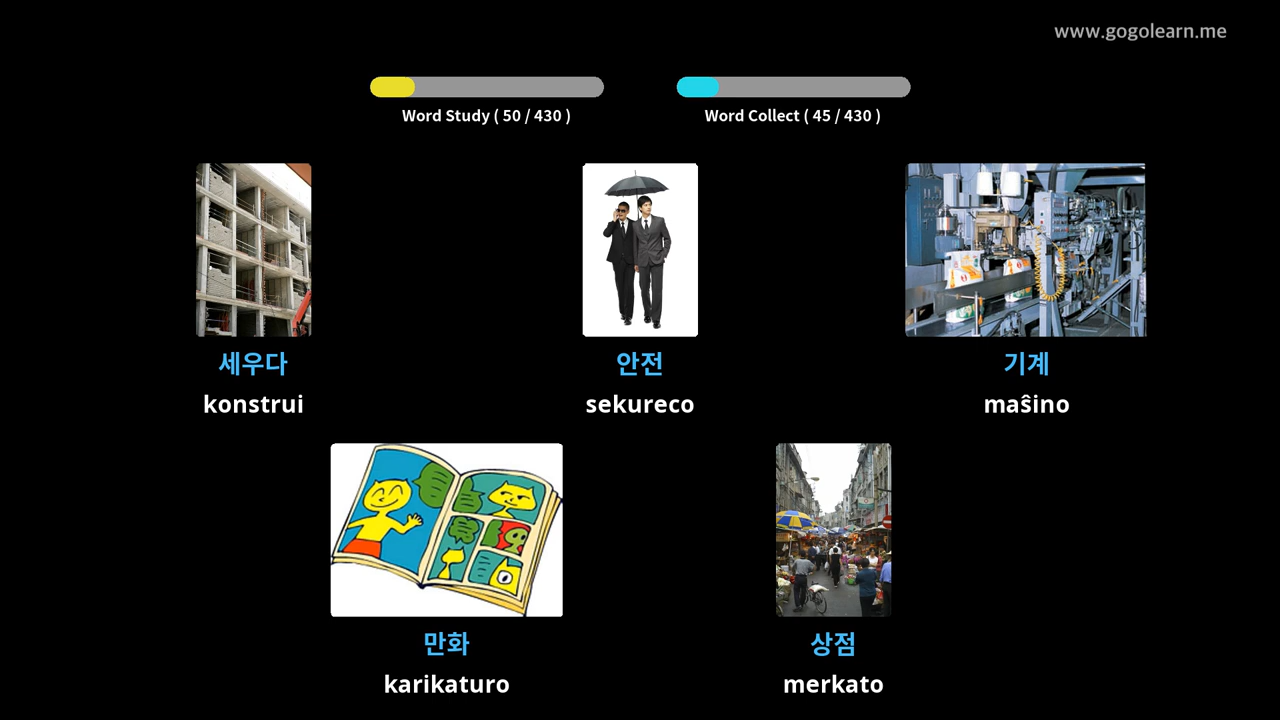 www.gogolearn.me
Word Study ( 50 / 430 )
Word Collect ( 45 / 430 )
세우다
안전
기계
konstrui
sekureco
maŝino
만화
상점
karikaturo
merkato